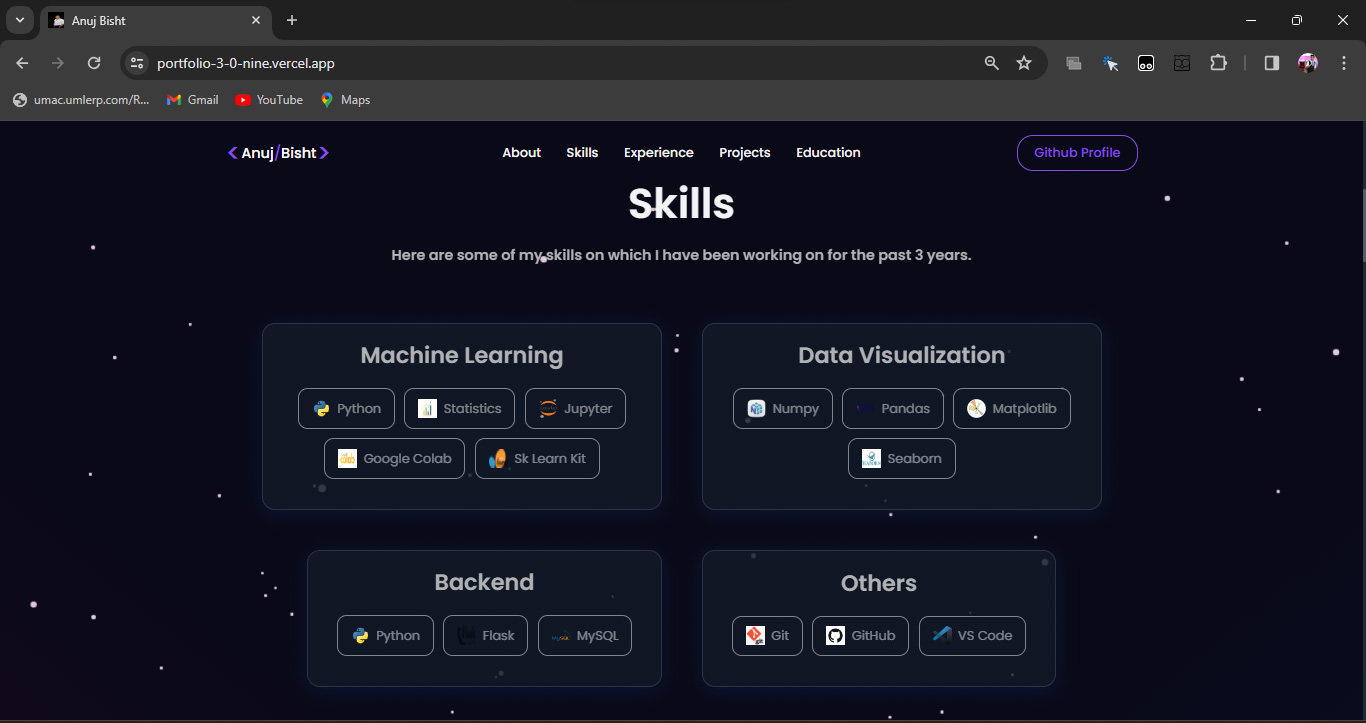 Anuj Bisht
portfolio-3-0-nine.vercel.app
umac.umlerp.com/R... Gmail YouTube Maps
<Anuj/Bisht> About Skills Experience Projects Education Github Profile
Skills
Here are some of my skills on which I have been working on for the past 3 years.
Machine Learning
Python Statistics Jupyter
Google Colab Sk Learn Kit
Data Visualization
Numpy Pandas Matplotlib
Seaborn
Backend
Python Flask MySQL
Others
Git GitHub VS Code